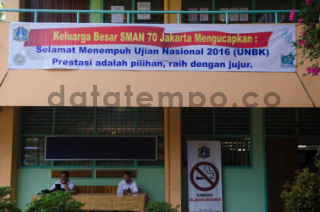 Keluarga Besar SMAN 70 Jakarta Mengucapkan :
Selamat Menempuh Ujian Nasional 2016 (UNBK)
Prestasi adalah pilihan, raih dengan jujur.
datatempo.co